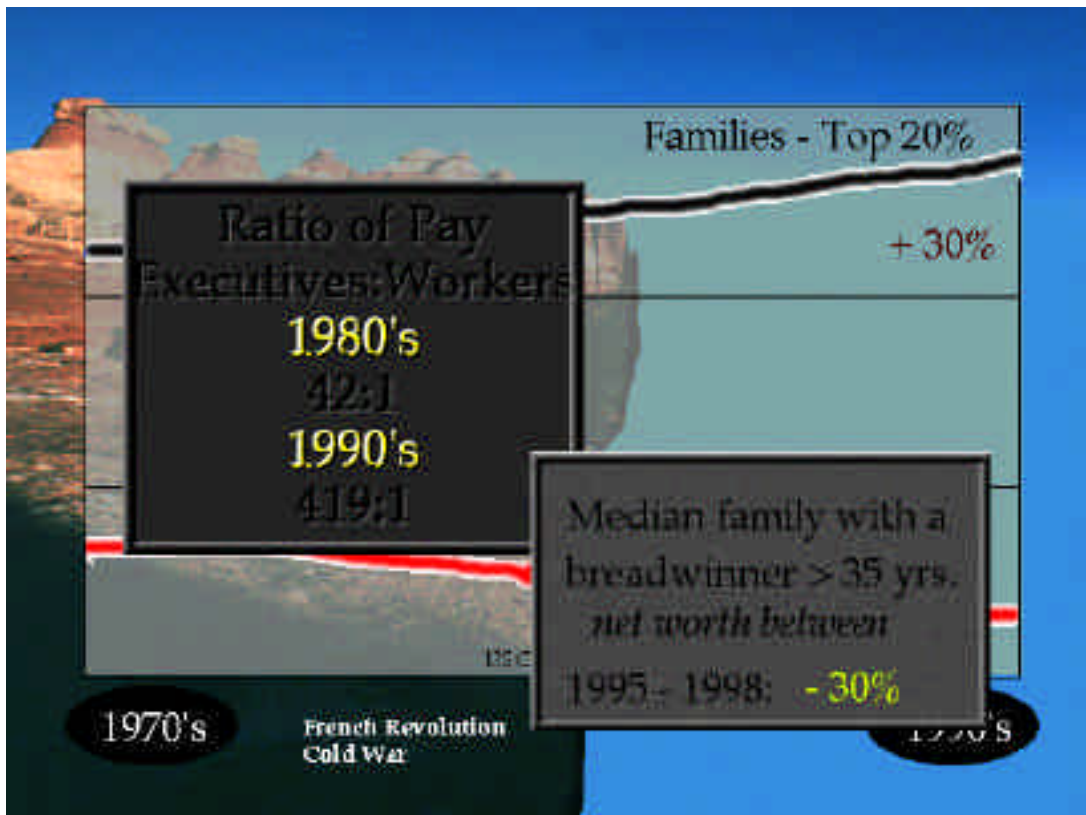 Families - Top 20%
+ 30%
Ratio of Pay
Executives:Workers
1980's
42:1
1990's
419:1
Median family with a
breadwinner > 35 yrs.
net worth between
1995 - 1998: - 30%
1970's
French Revolution
Cold War